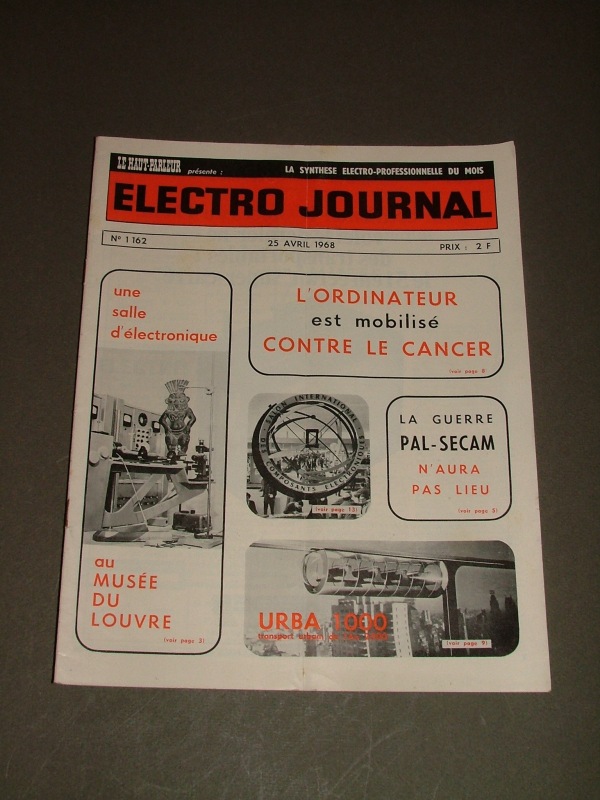 LE HAUT-PARLEUR
présente :
LA SYNTHESE ELECTRO-PROFESSIONNELLE DU MOIS
ELECTRO JOURNAL
N° 1162
25 AVRIL 1968
PRIX : 2 F
une
salle
d'électronique
au
MUSÉE
DU
LOUVRE
(voir page 3)
L'ORDINATEUR
est mobilisé
CONTRE LE CANCER
(voir page 8)
SALON INTERNATIONAL
DES COMPOSANTS ELECTRONIQUES
(voir page 13)
LA GUERRE
PAL-SECAM
N'AURA
PAS LIEU
(voir page 5)
URBA 1000
transport urbain
(voir page 9)